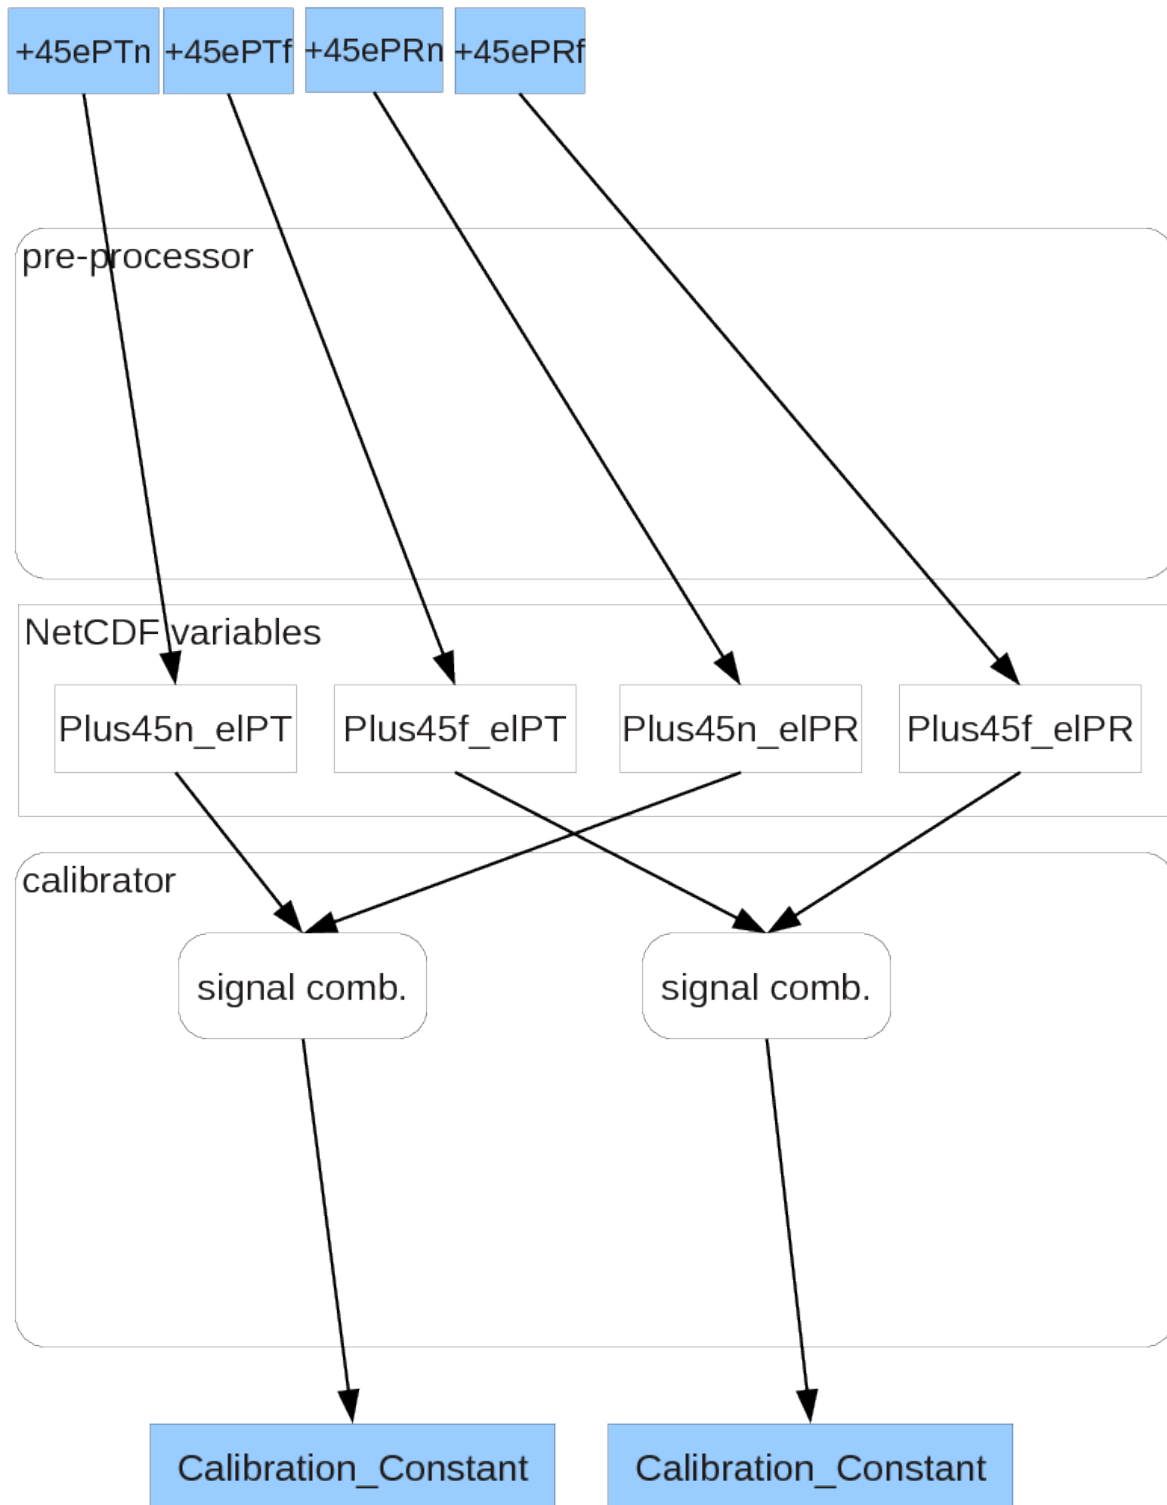 +45ePTn
+45ePTf
+45ePRn
+45ePRf
pre-processor
NetCDF variables
Plus45n_elPT
Plus45f_elPT
Plus45n_elPR
Plus45f_elPR
calibrator
signal comb.
signal comb.
Calibration_Constant
Calibration_Constant